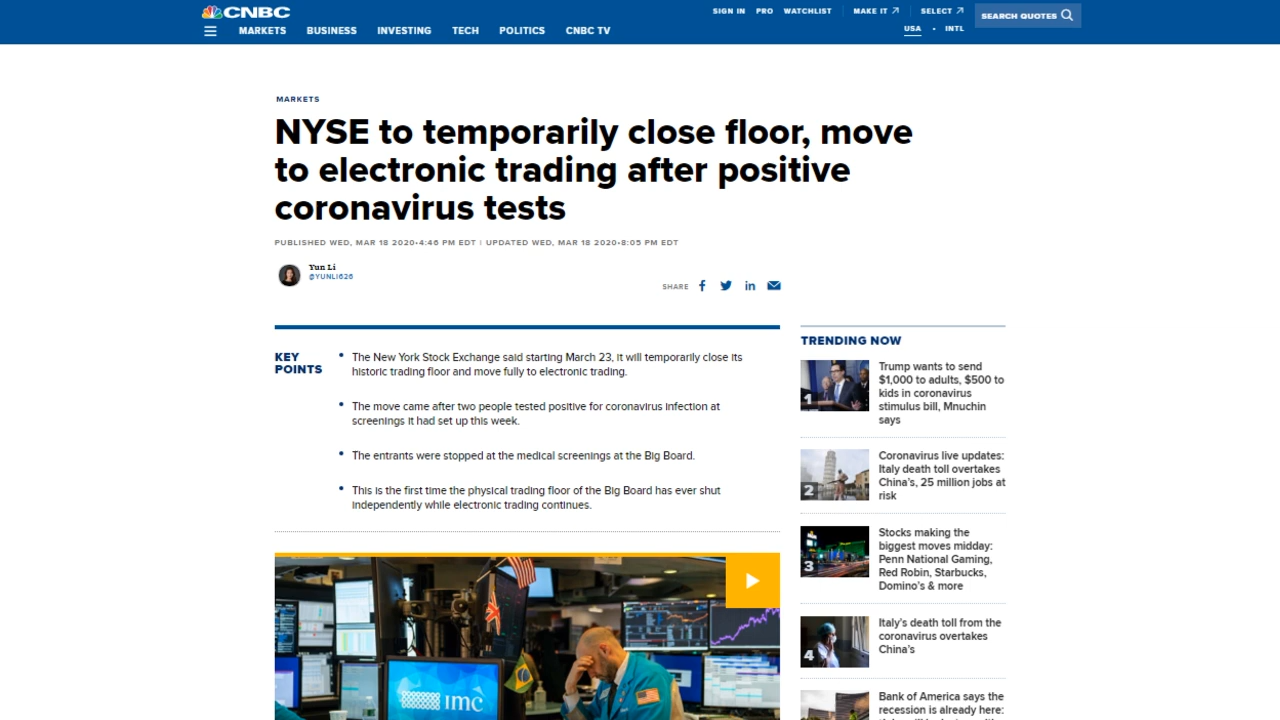 CNBC
SIGN IN PRO WATCHLIST MAKE IT SELECT
SEARCH QUOTES
MARKETS BUSINESS INVESTING TECH POLITICS CNBC TV
USA • INTL
MARKETS
NYSE to temporarily close floor, move
to electronic trading after positive
coronavirus tests
PUBLISHED WED, MAR 18 2020•4:46 PM EDT | UPDATED WED, MAR 18 2020•8:05 PM EDT
Yun Li
@YUNLI626
SHARE
KEY
POINTS
• The New York Stock Exchange said starting March 23, it will temporarily close its
historic trading floor and move fully to electronic trading.
• The move came after two people tested positive for coronavirus infection at
screenings it had set up this week.
• The entrants were stopped at the medical screenings at the Big Board.
• This is the first time the physical trading floor of the Big Board has ever shut
independently while electronic trading continues.
imc
TRENDING NOW
1
Trump wants to send
$1,000 to adults, $500 to
kids in coronavirus
stimulus bill, Mnuchin
says
2
Coronavirus live updates:
Italy death toll overtakes
China's, 25 million jobs at
risk
3
Stocks making the
biggest moves midday:
Penn National Gaming,
Red Robin, Starbucks,
Domino's & more
4
Italy's death toll from the
coronavirus overtakes
China's
Bank of America says the
recession is already here: